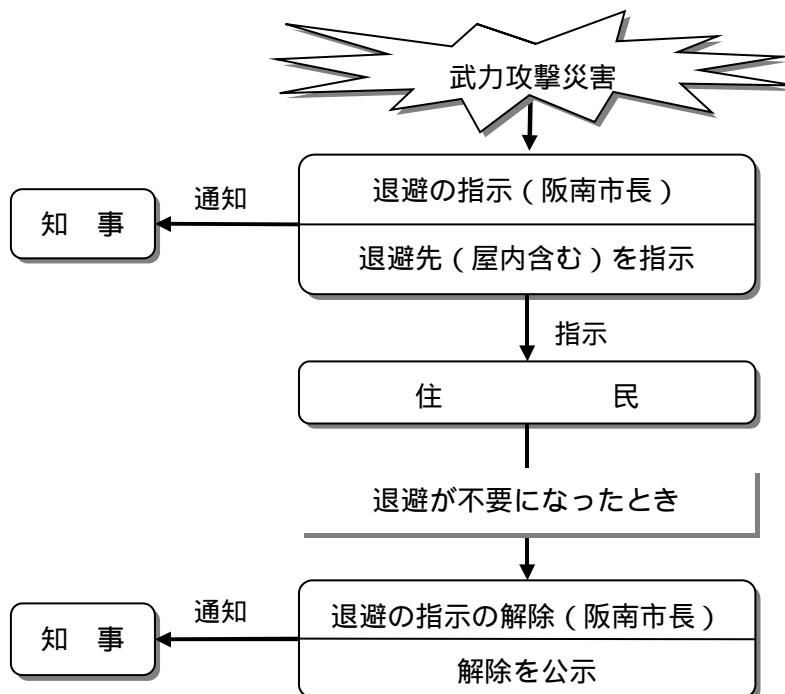 武力攻撃災害
退避の指示（阪南市長）
通知
知　事
退避先（屋内含む）を指示
指示
住　　　　民
退避が不要になったとき
退避の指示の解除（阪南市長）
通知
知　事
解除を公示